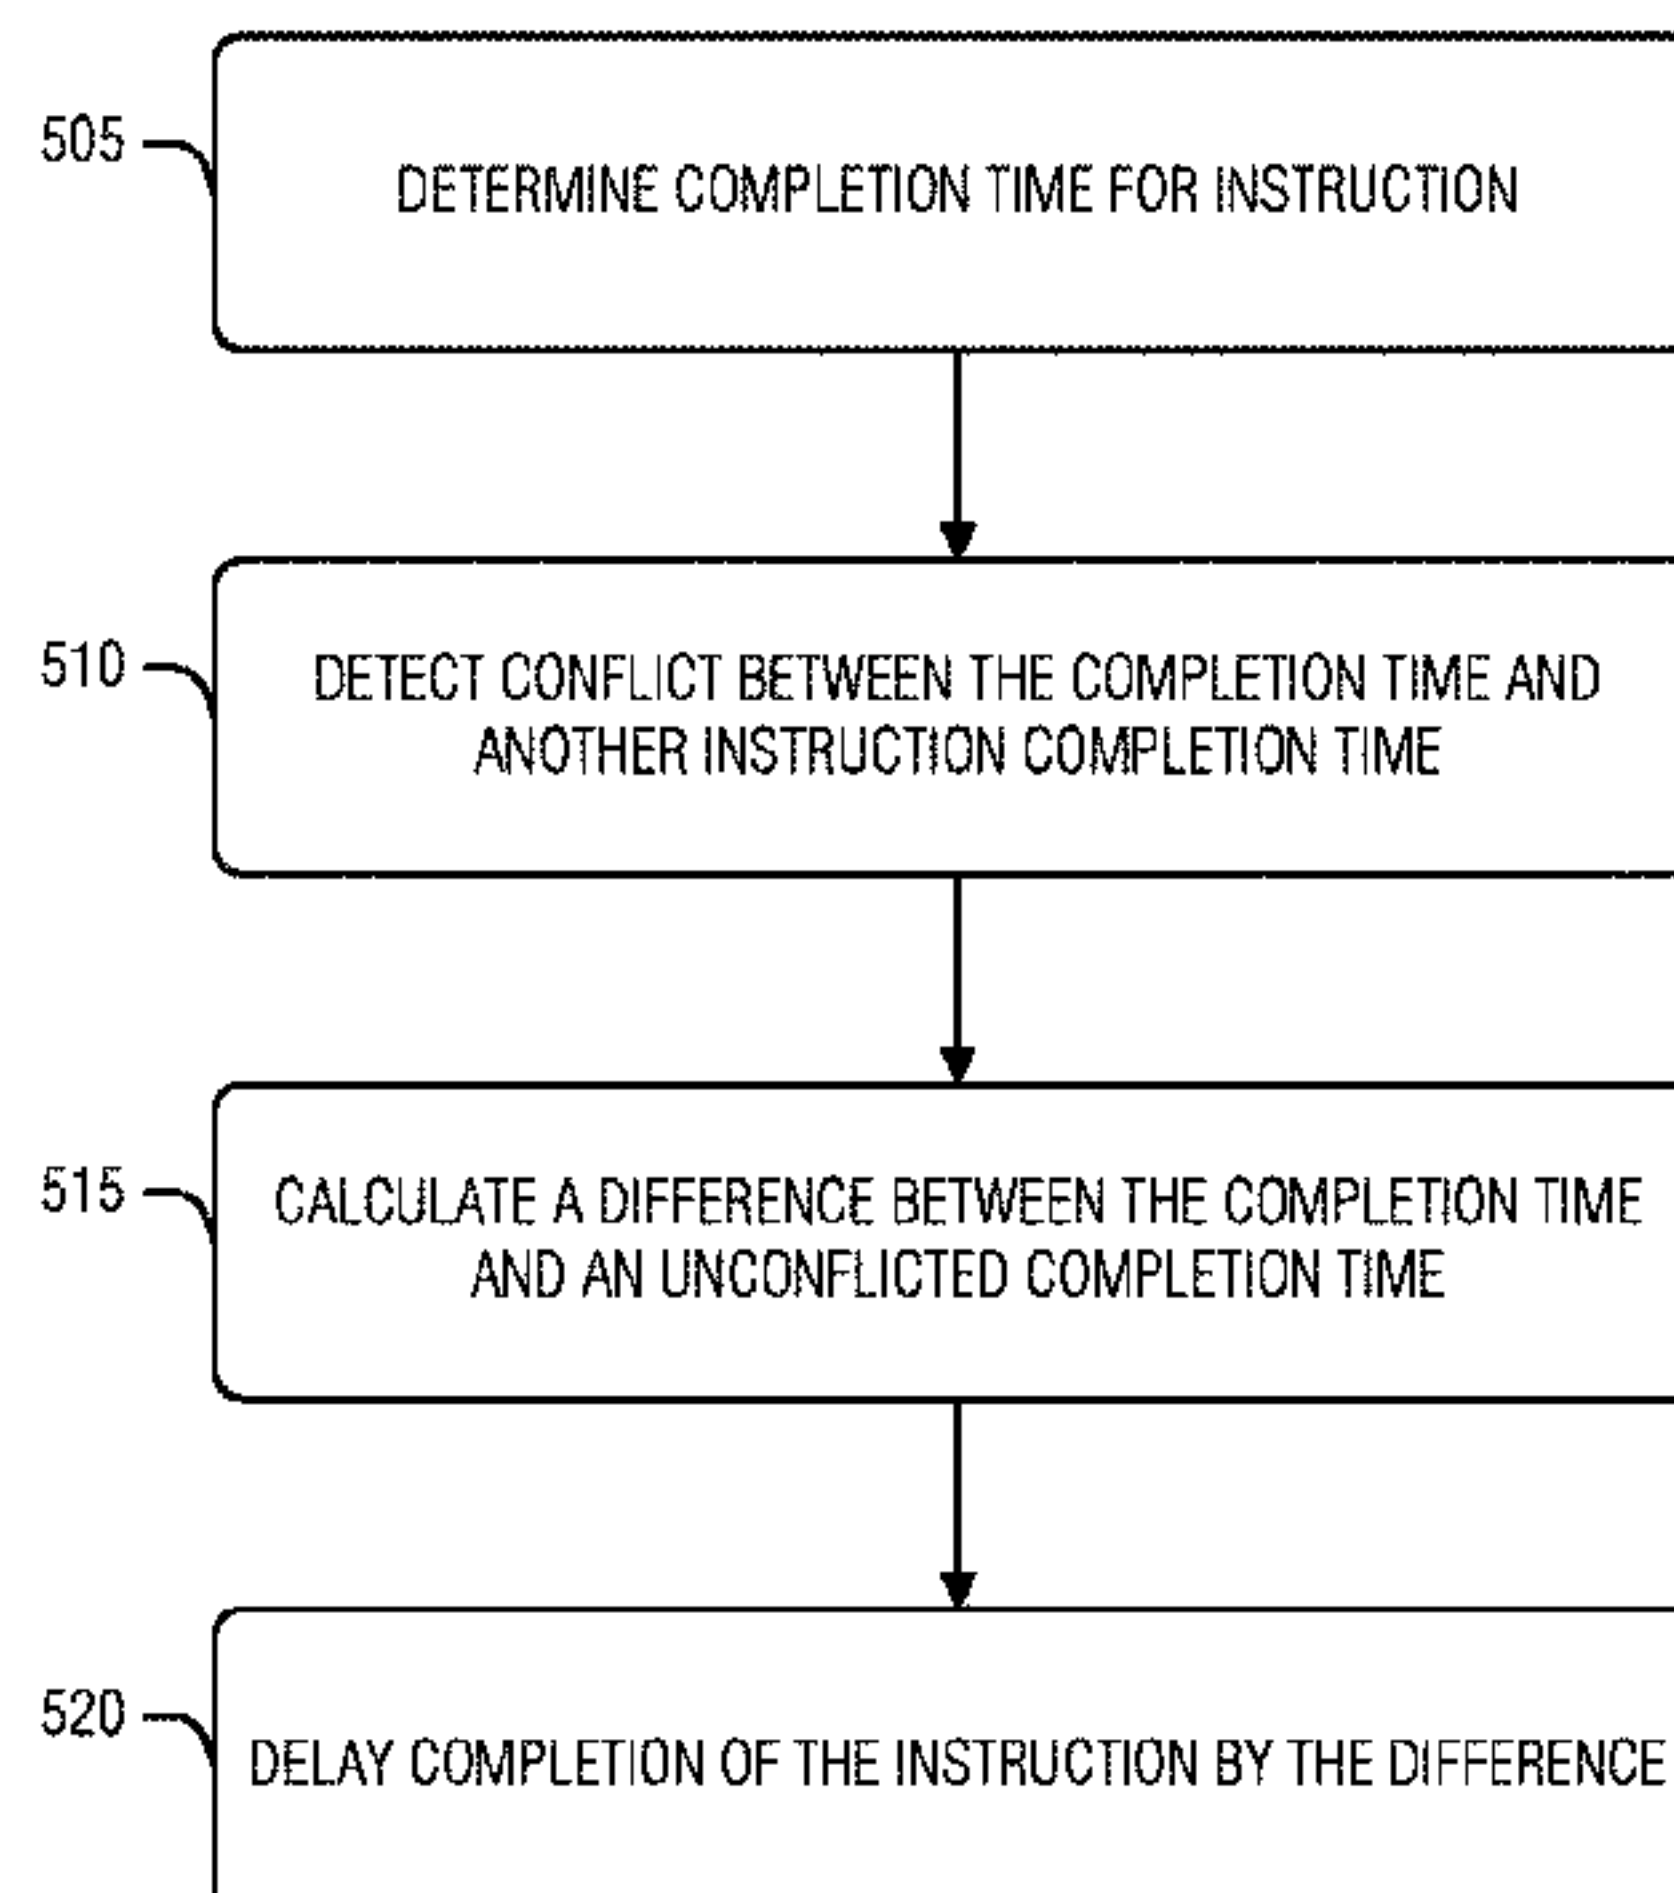 505
DETERMINE COMPLETION TIME FOR INSTRUCTION
510
DETECT CONFLICT BETWEEN THE COMPLETION TIME AND
ANOTHER INSTRUCTION COMPLETION TIME
515
CALCULATE A DIFFERENCE BETWEEN THE COMPLETION TIME
AND AN UNCONFLICTED COMPLETION TIME
520
DELAY COMPLETION OF THE INSTRUCTION BY THE DIFFERENCE